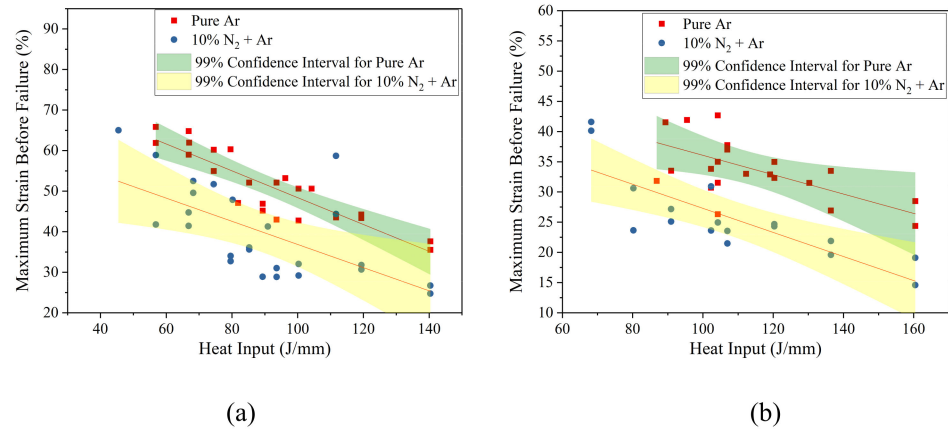 Pure Ar
10% N₂ + Ar
99% Confidence Interval for Pure Ar
99% Confidence Interval for 10% N₂ + Ar
Maximum Strain Before Failure (%)
90
80
70
60
50
40
30
20
40
60
80
100
120
140
Heat Input (J/mm)
(a)
Pure Ar
10% N₂ + Ar
99% Confidence Interval for Pure Ar
99% Confidence Interval for 10% N₂ + Ar
Maximum Strain Before Failure (%)
60
55
50
45
40
35
30
25
20
15
10
60
80
100
120
140
160
Heat Input (J/mm)
(b)